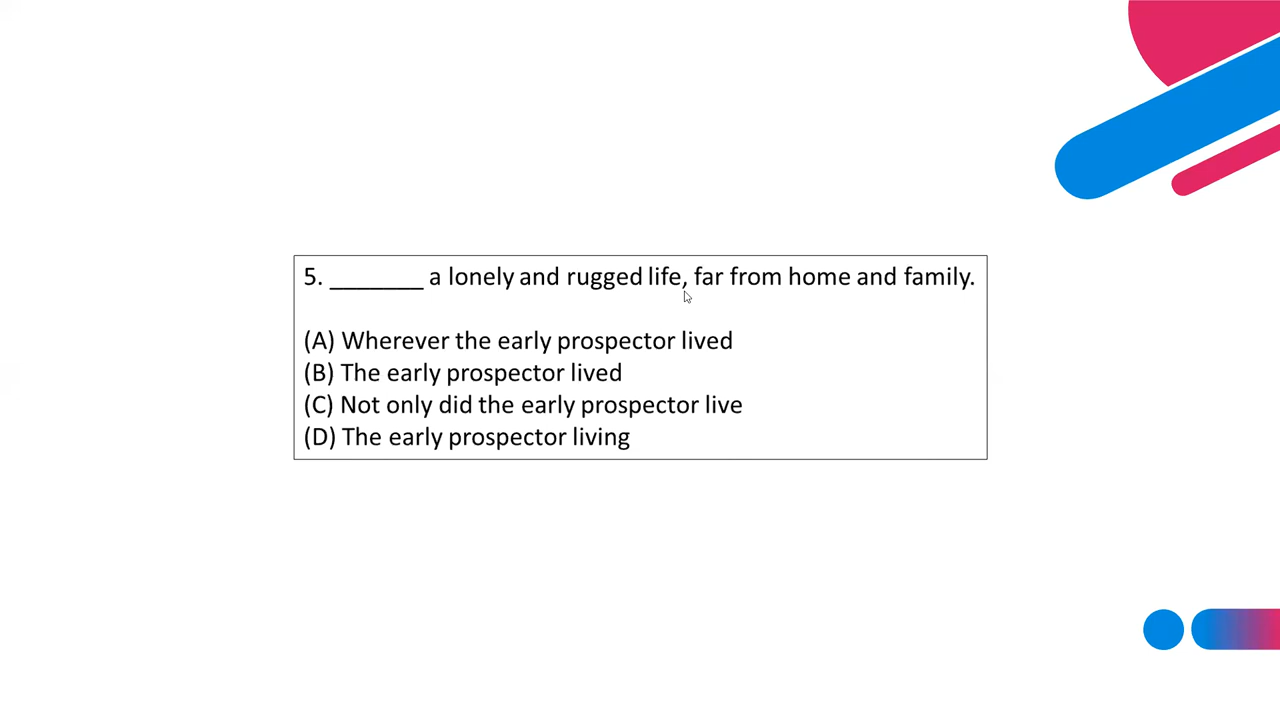 5. _______ a lonely and rugged life, far from home and family.
(A) Wherever the early prospector lived
(B) The early prospector lived
(C) Not only did the early prospector live
(D) The early prospector living